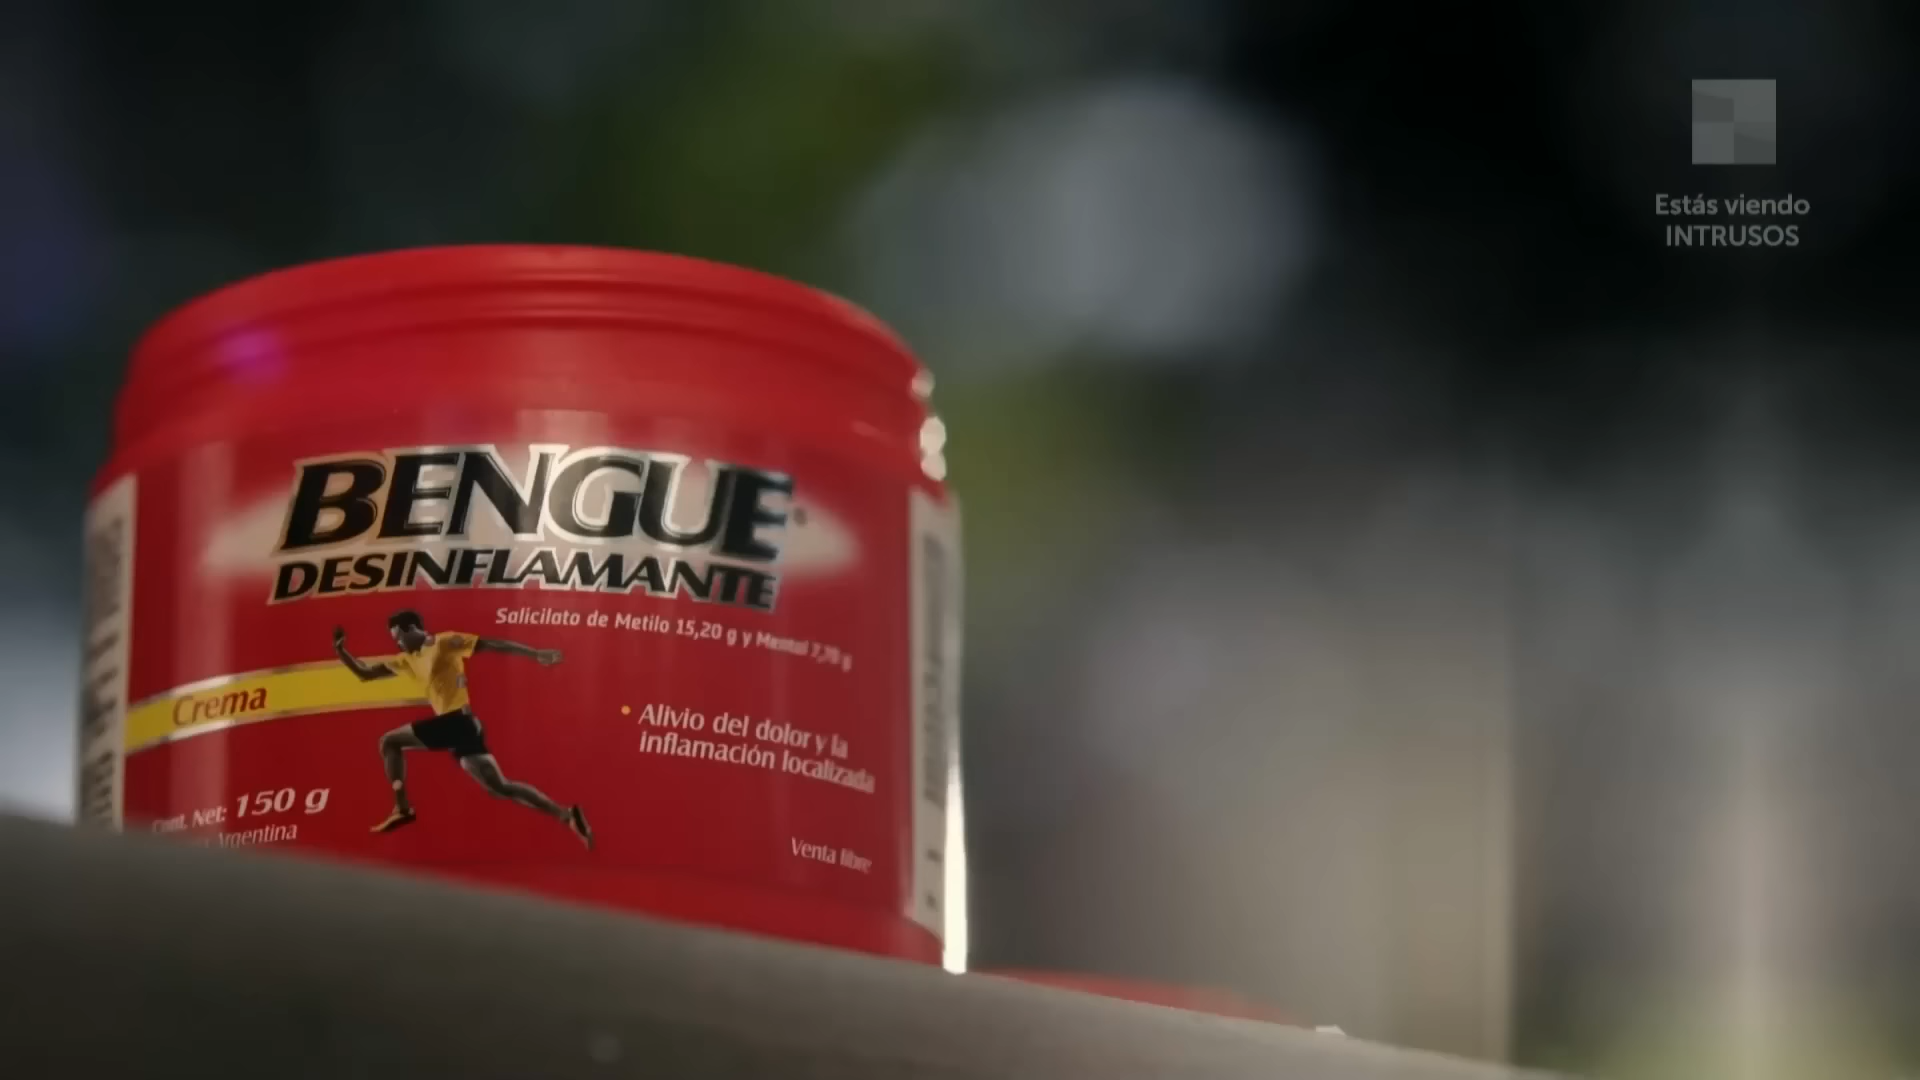 Estás viendo
INTRUSOS
BENGUE
DESINFLAMANTE
Salicilato de Metilo 15,20 g y Mentol
Crema
• Alivio del dolor y la
inflamación localizada
Cont. Net: 150 g
Argentina
Venta libre